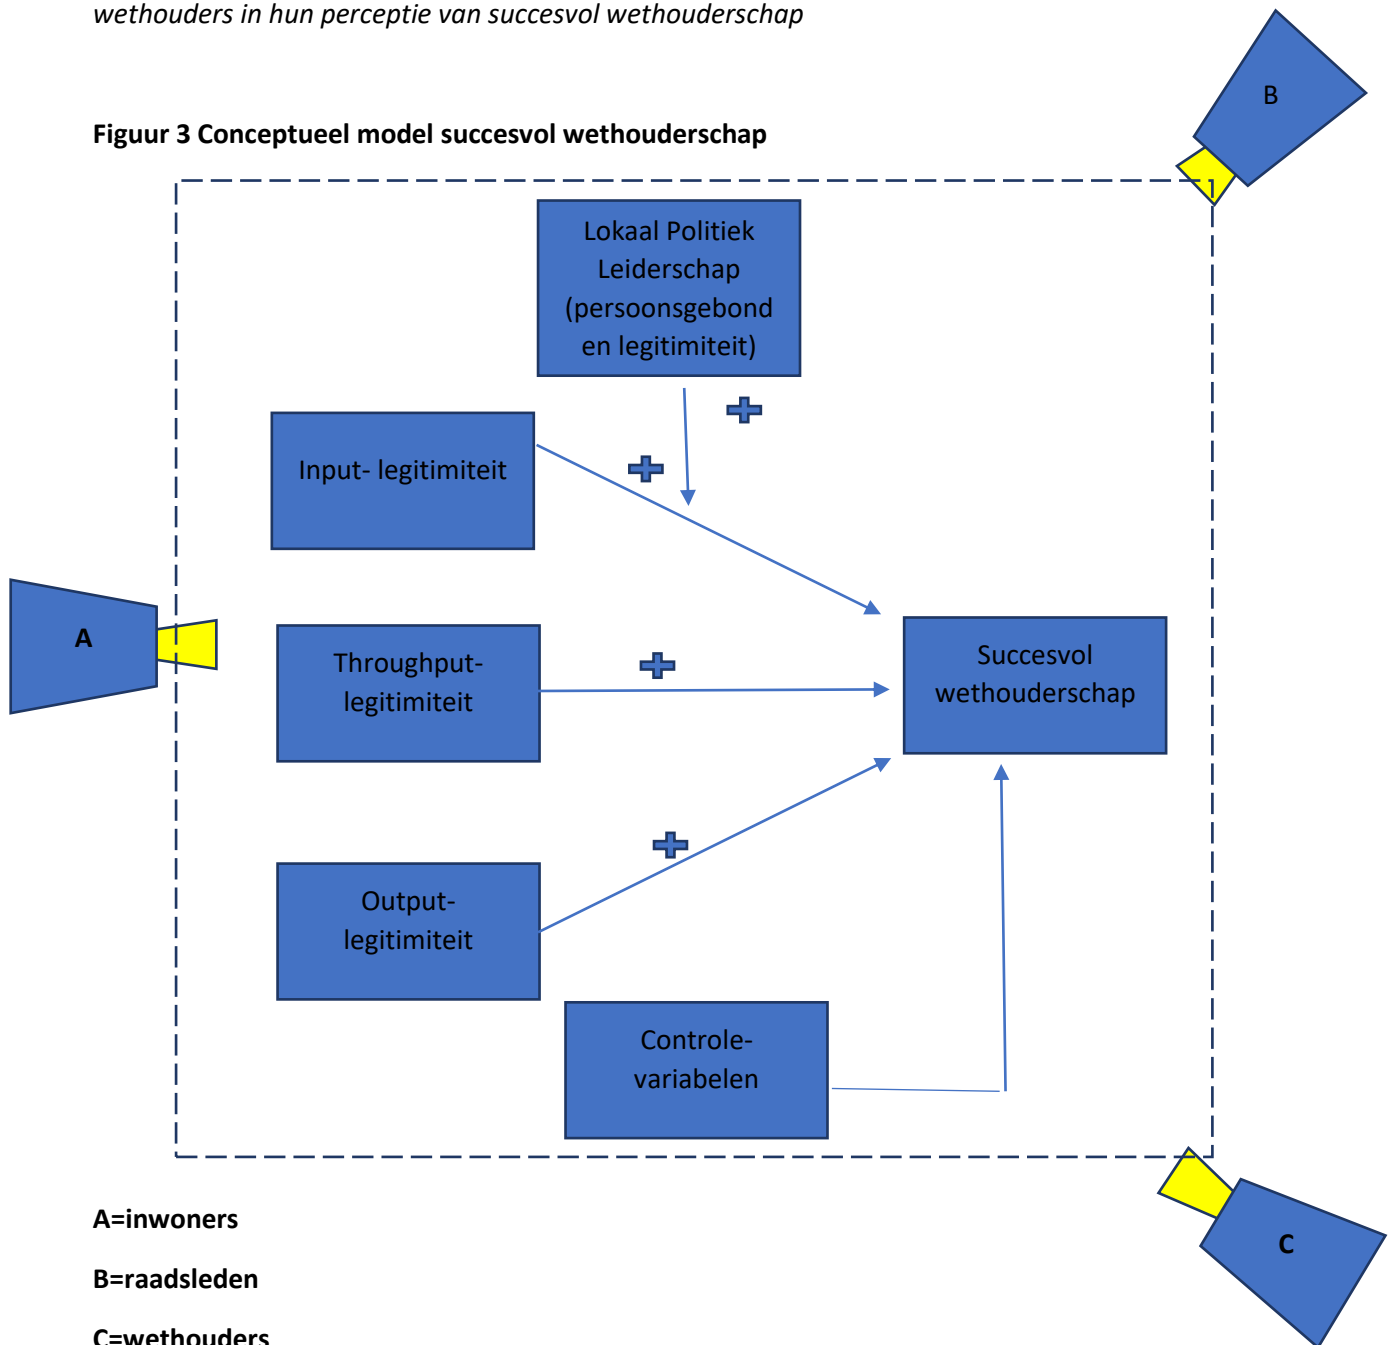 wethouders in hun perceptie van succesvol wethouderschap
Figuur 3 Conceptueel model succesvol wethouderschap
B
Lokaal Politiek
Leiderschap
(persoonsgebond
en legitimiteit)
Input- legitimiteit
A
Throughput-
legitimiteit
Succesvol
wethouderschap
Output-
legitimiteit
Controle-
variabelen
A=inwoners
B=raadsleden
C
C=wethouders